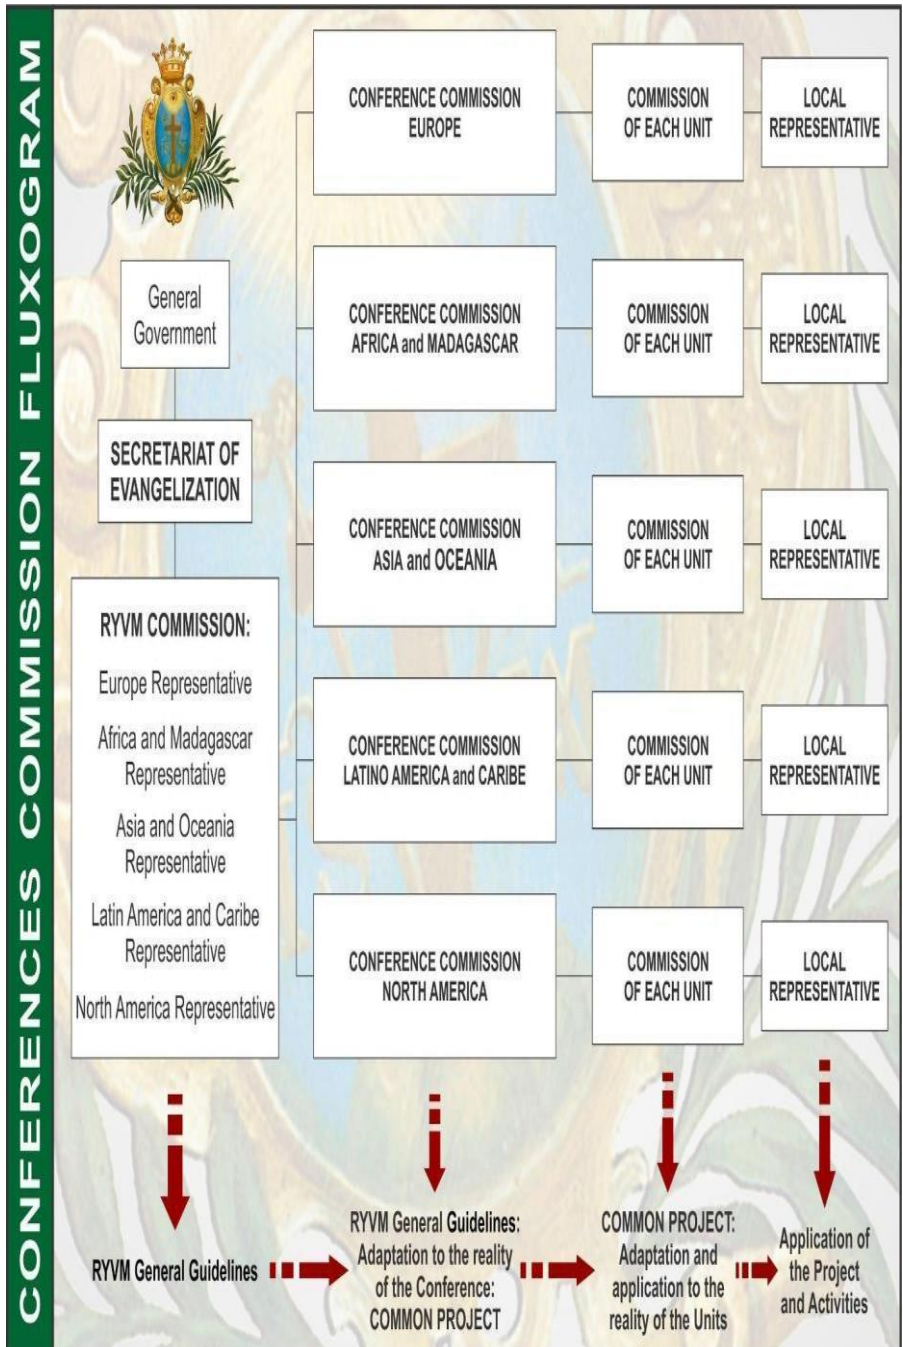 CONFERENCES COMMISSION FLUXOGRAM
General
Government
SECRETARIAT OF
EVANGELIZATION
RYVM COMMISSION:
Europe Representative
Africa and Madagascar
Representative
Asia and Oceania
Representative
Latin America and Caribe
Representative
North America Representative
CONFERENCE COMMISSION
EUROPE
COMMISSION
OF EACH UNIT
LOCAL
REPRESENTATIVE
CONFERENCE COMMISSION
AFRICA and MADAGASCAR
COMMISSION
OF EACH UNIT
LOCAL
REPRESENTATIVE
CONFERENCE COMMISSION
ASIA and OCEANIA
COMMISSION
OF EACH UNIT
LOCAL
REPRESENTATIVE
CONFERENCE COMMISSION
LATINO AMERICA and CARIBE
COMMISSION
OF EACH UNIT
LOCAL
REPRESENTATIVE
CONFERENCE COMMISSION
NORTH AMERICA
COMMISSION
OF EACH UNIT
LOCAL
REPRESENTATIVE
RYVM General Guidelines
RYVM General Guidelines:
Adaptation to the reality
of the Conference:
COMMON PROJECT
COMMON PROJECT:
Adaptation and
application to the
reality of the Units
Application of
the Project
and Activities